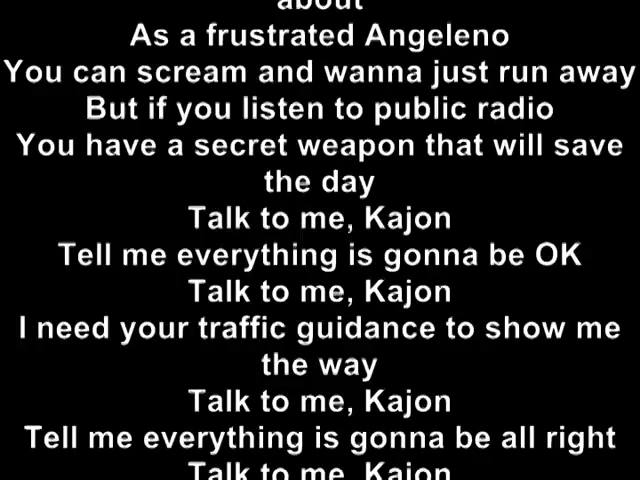 about
As a frustrated Angeleno
You can scream and wanna just run away
But if you listen to public radio
You have a secret weapon that will save
the day
Talk to me, Kajon
Tell me everything is gonna be OK
Talk to me, Kajon
I need your traffic guidance to show me
the way
Talk to me, Kajon
Tell me everything is gonna be all right
Talk to me, Kajon